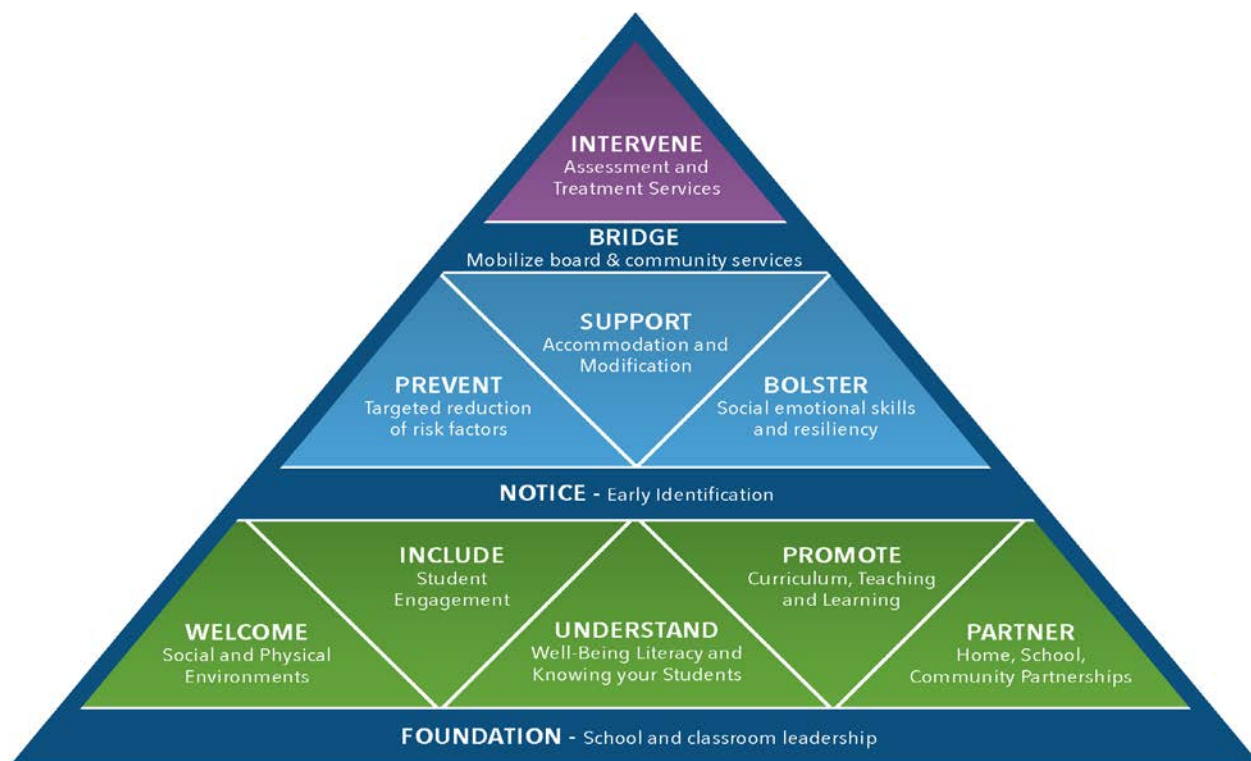 INTERVENE
Assessment and
Treatment Services
BRIDGE
Mobilize board & community services
SUPPORT
Accommodation and
Modification
PREVENT
Targeted reduction
of risk factors
BOLSTER
Social emotional skills
and resiliency
NOTICE - Early Identification
INCLUDE
Student
Engagement
PROMOTE
Curriculum, Teaching
and Learning
WELCOME
Social and Physical
Environments
UNDERSTAND
Well-Being Literacy and
Knowing your Students
PARTNER
Home, School,
Community Partnerships
FOUNDATION - School and classroom leadership